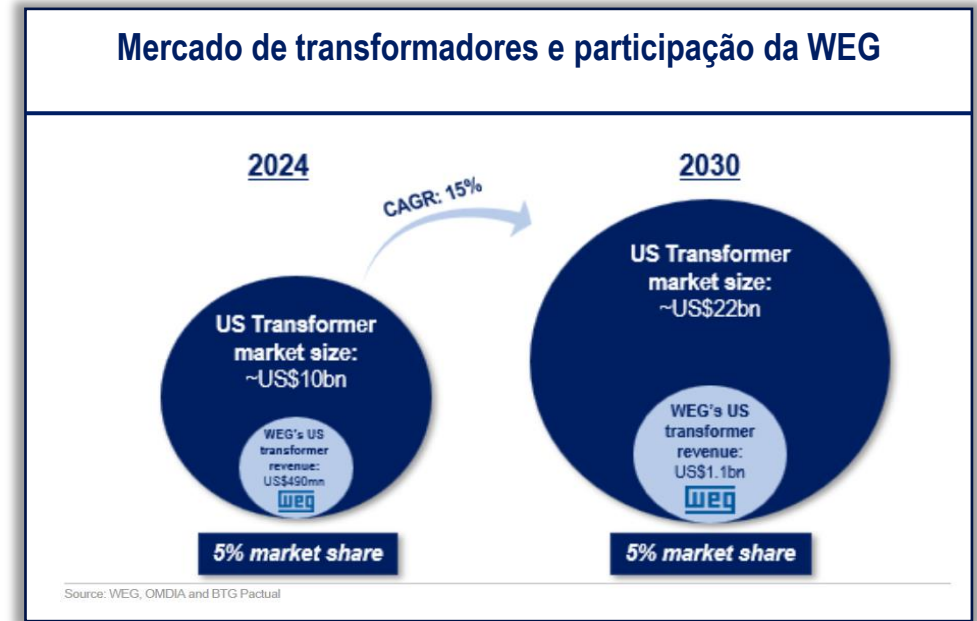 Mercado de transformadores e participação da WEG
2024
2030
CAGR: 15%
US Transformer
market size:
~US$10bn
WEG's US
transformer
revenue:
US$490mn
weg
5% market share
US Transformer
market size:
~US$22bn
WEG's US
transformer
revenue:
US$1.1bn
weg
5% market share
Source: WEG, OMDIA and BTG Pactual